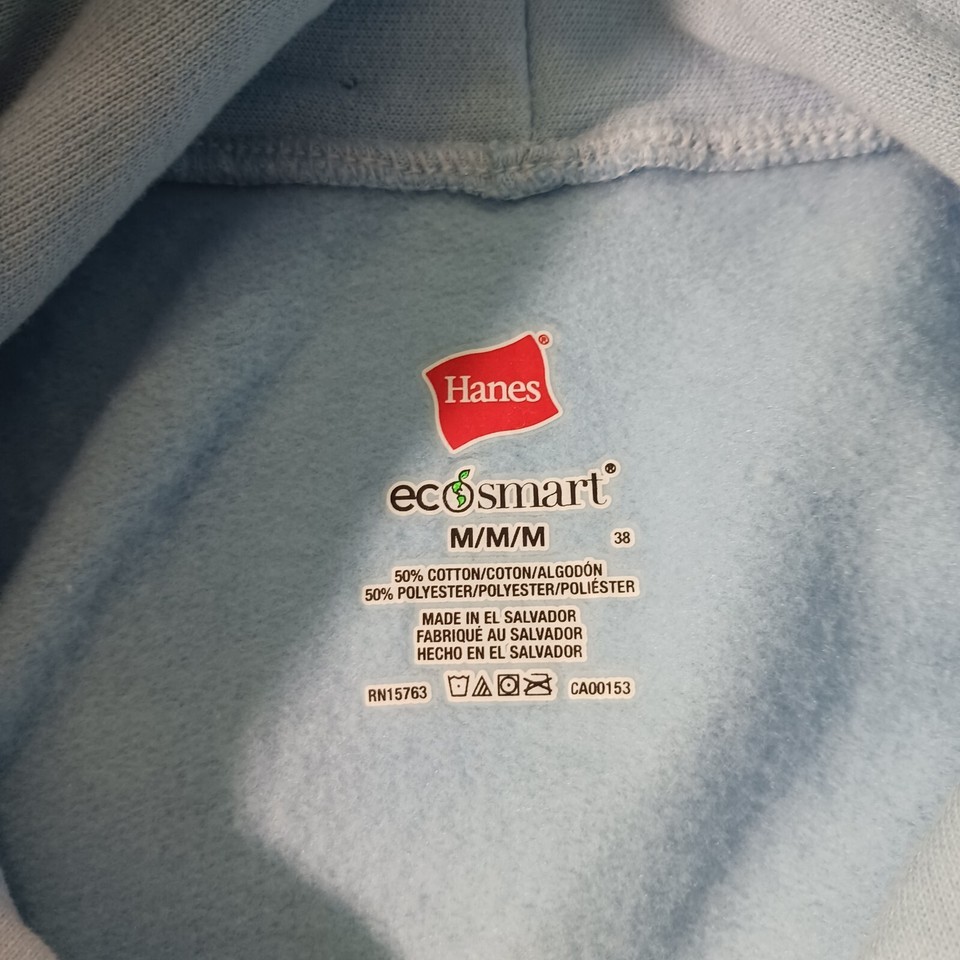 Hanes®
ecosmart®
M/M/M 38
50% COTTON/COTON/ALGODÓN
50% POLYESTER/POLYESTER/POLIÉSTER
MADE IN EL SALVADOR
FABRIQUÉ AU SALVADOR
HECHO EN EL SALVADOR
RN15763 CA00153